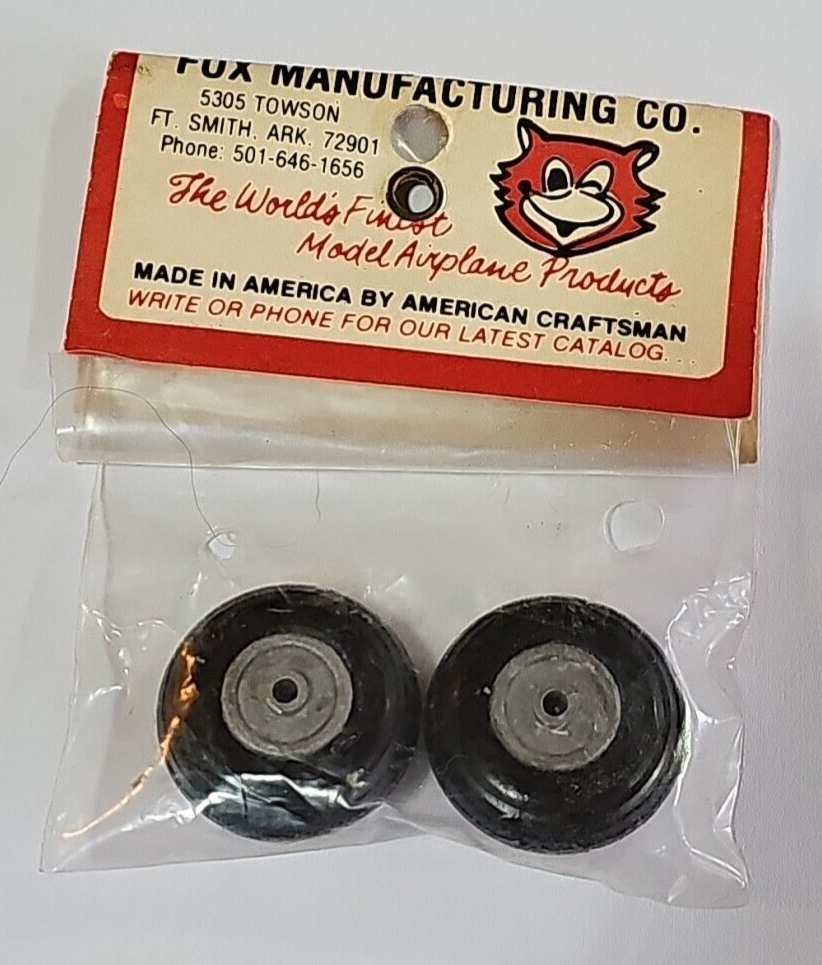 FOX MANUFACTURING CO.
5305 TOWSON
FT. SMITH, ARK. 72901
Phone: 501-646-1656
The World's Finest
Model Airplane Products
MADE IN AMERICA BY AMERICAN CRAFTSMAN
WRITE OR PHONE FOR OUR LATEST CATALOG...